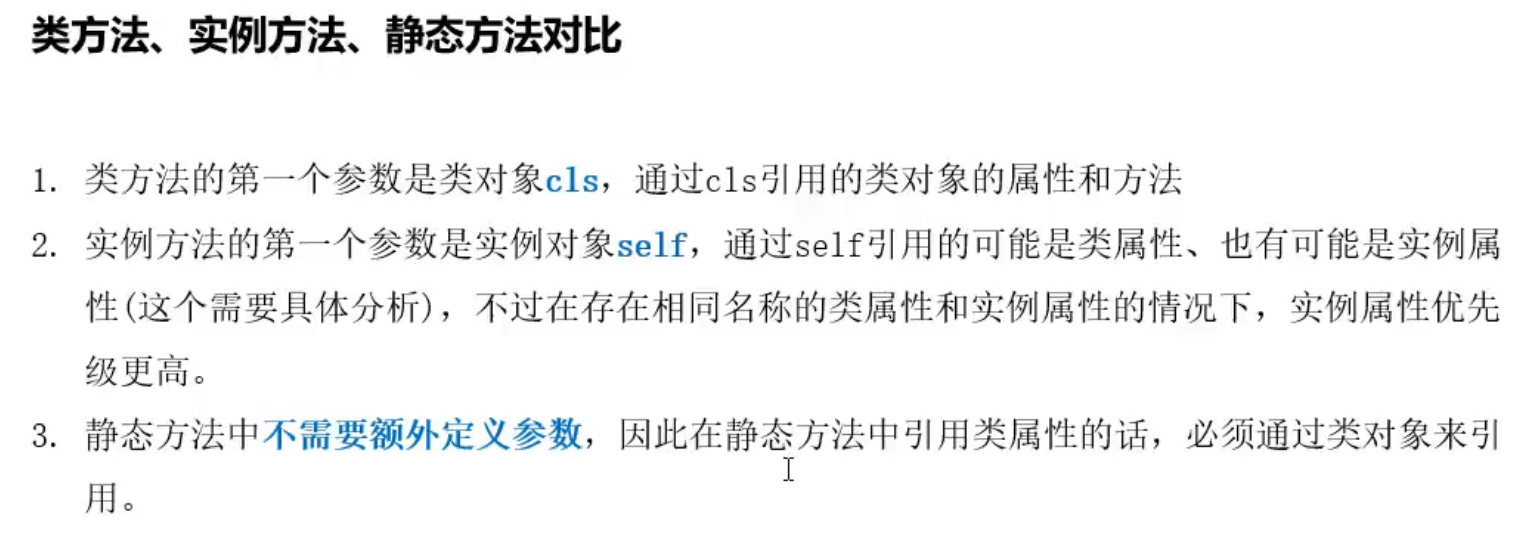 类方法、实例方法、静态方法对比
1. 类方法的第一个参数是类对象cls，通过cls引用的类对象的属性和方法
2. 实例方法的第一个参数是实例对象self，通过self引用的可能是类属性、也有可能是实例属
性(这个需要具体分析)，不过在存在相同名称的类属性和实例属性的情况下，实例属性优先
级更高。
3. 静态方法中不需要额外定义参数，因此在静态方法中引用类属性的话，必须通过类对象来引
用。